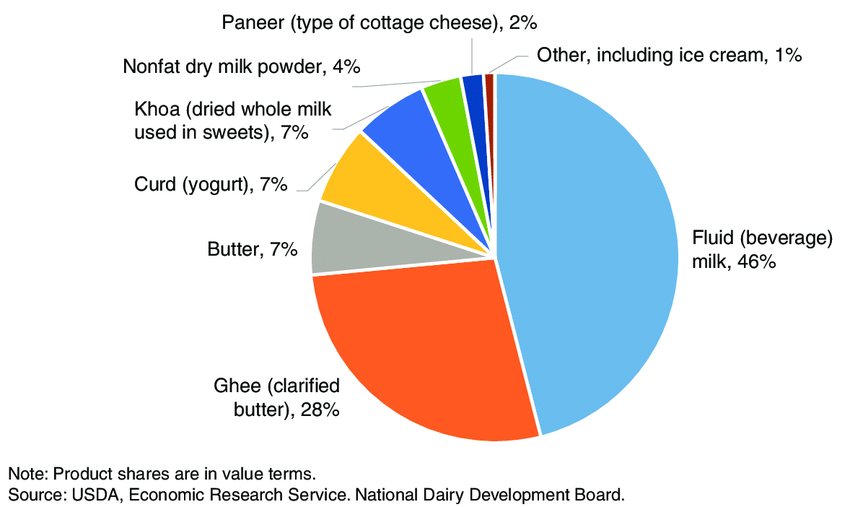 Paneer (type of cottage cheese), 2%
Other, including ice cream, 1%
Nonfat dry milk powder, 4%
Khoa (dried whole milk
used in sweets), 7%
Curd (yogurt), 7%
Butter, 7%
Fluid (beverage)
milk, 46%
Ghee (clarified
butter), 28%
Note: Product shares are in value terms.
Source: USDA, Economic Research Service. National Dairy Development Board.